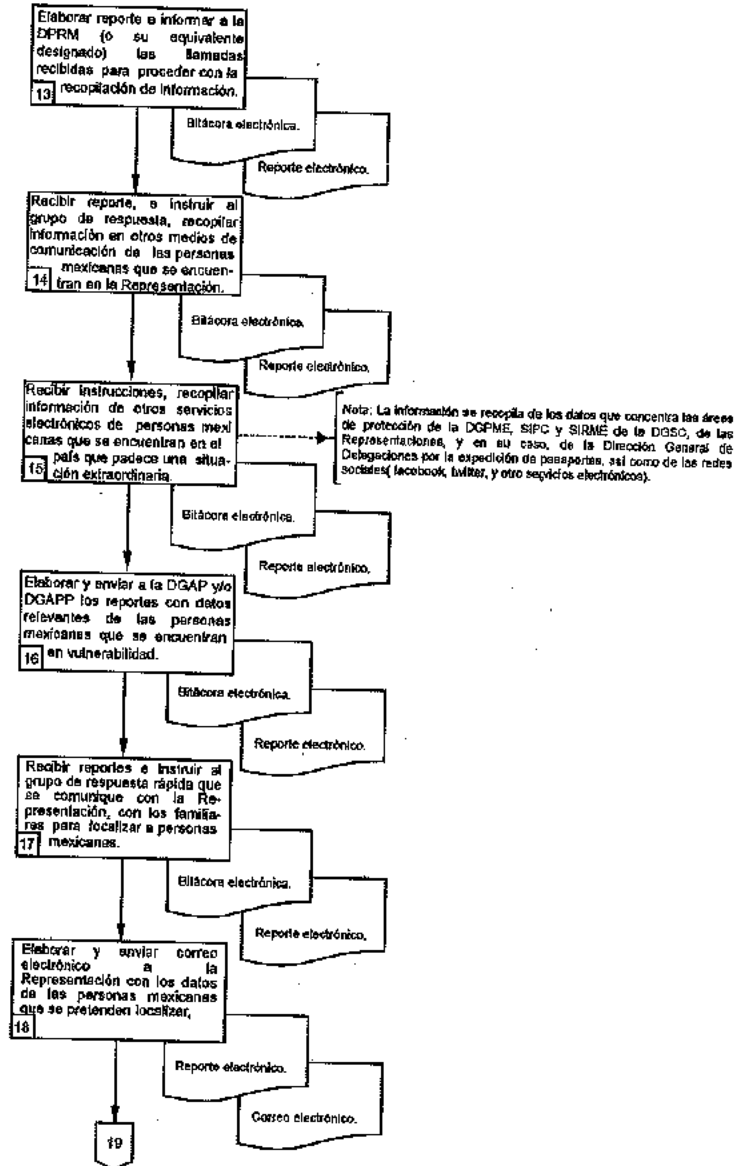 Elaborar reporte e informar a la
DPRM (o su equivalente
designado) las llamadas
recibidas para proceder con la
recopilación de información.
13
Bitácora electrónica.
Reporte electrónico.
Recibir reporte, e instruir al
grupo de respuesta, recopilar
información en otros medios de
comunicación de las personas
mexicanas que se encuen-
tran en la Representación.
14
Bitácora electrónica.
Reporte electrónico.
Recibir instrucciones, recopilar
información de otros servicios
electrónicos de personas mexi
canas que se encuentran en el
país que padece una situa-
ción extraordinaria.
15
Nota: La información se recopila de los datos que concentra las áreas
de protección de la DGPME, SIPC y SIRME de la DGSC, de las
Representaciones, y en su caso, de la Dirección General de
Delegaciones por la expedición de pasaportes, así como de las redes
sociales( facebook, twitter, y otro servicios electrónicos).
Bitácora electrónica.
Reporte electrónico.
Elaborar y enviar a la DGAP y/o
DGAPP los reportes con datos
relevantes de las personas
mexicanas que se encuentran
en vulnerabilidad.
16
Bitácora electrónica.
Reporte electrónico.
Recibir reportes e instruir al
grupo de respuesta rápida que
se comunique con la Re-
presentación, con los familia-
res para localizar a personas
mexicanas.
17
Bitácora electrónica.
Reporte electrónico.
Elaborar y enviar correo
electrónico a la
Representación con los datos
de las personas mexicanas
que se pretenden localizar.
18
Reporte electrónico.
Correo electrónico.
19